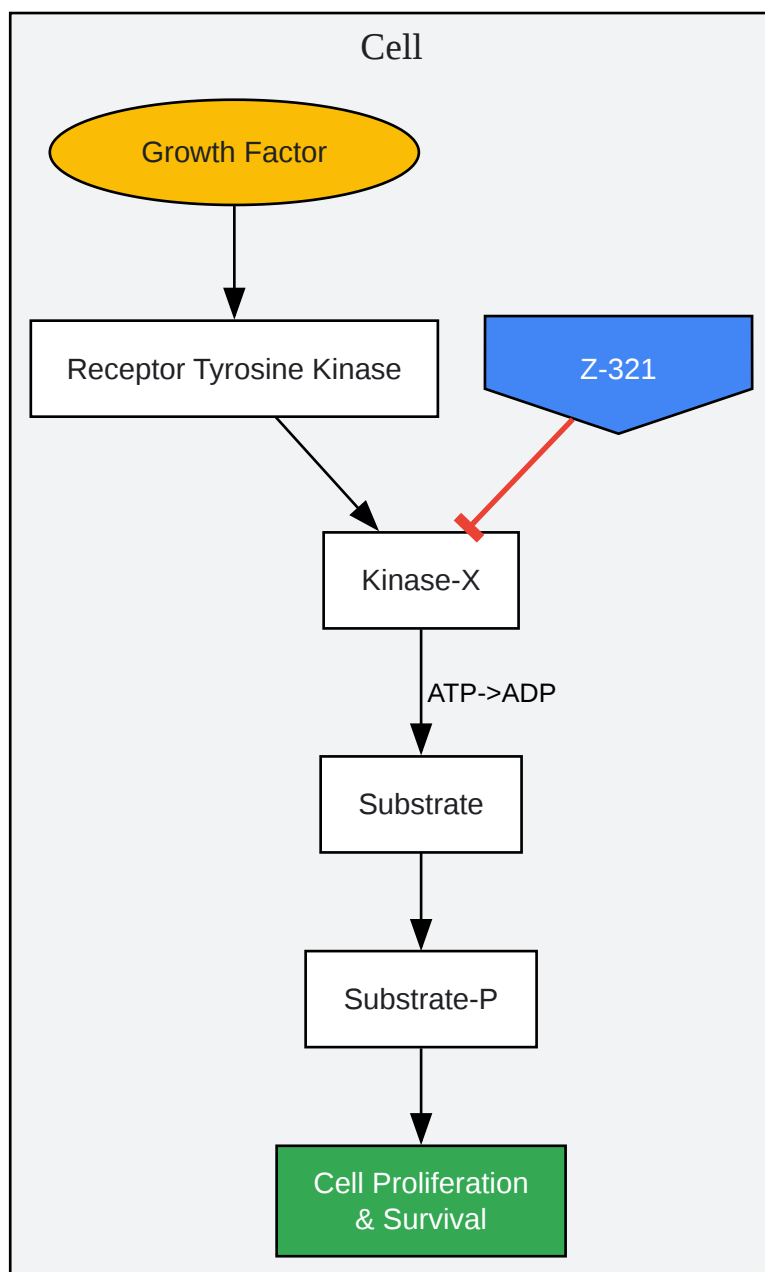 Cell
Growth Factor
Receptor Tyrosine Kinase
Z-321
Kinase-X
ATP->ADP
Substrate
Substrate-P
Cell Proliferation
& Survival